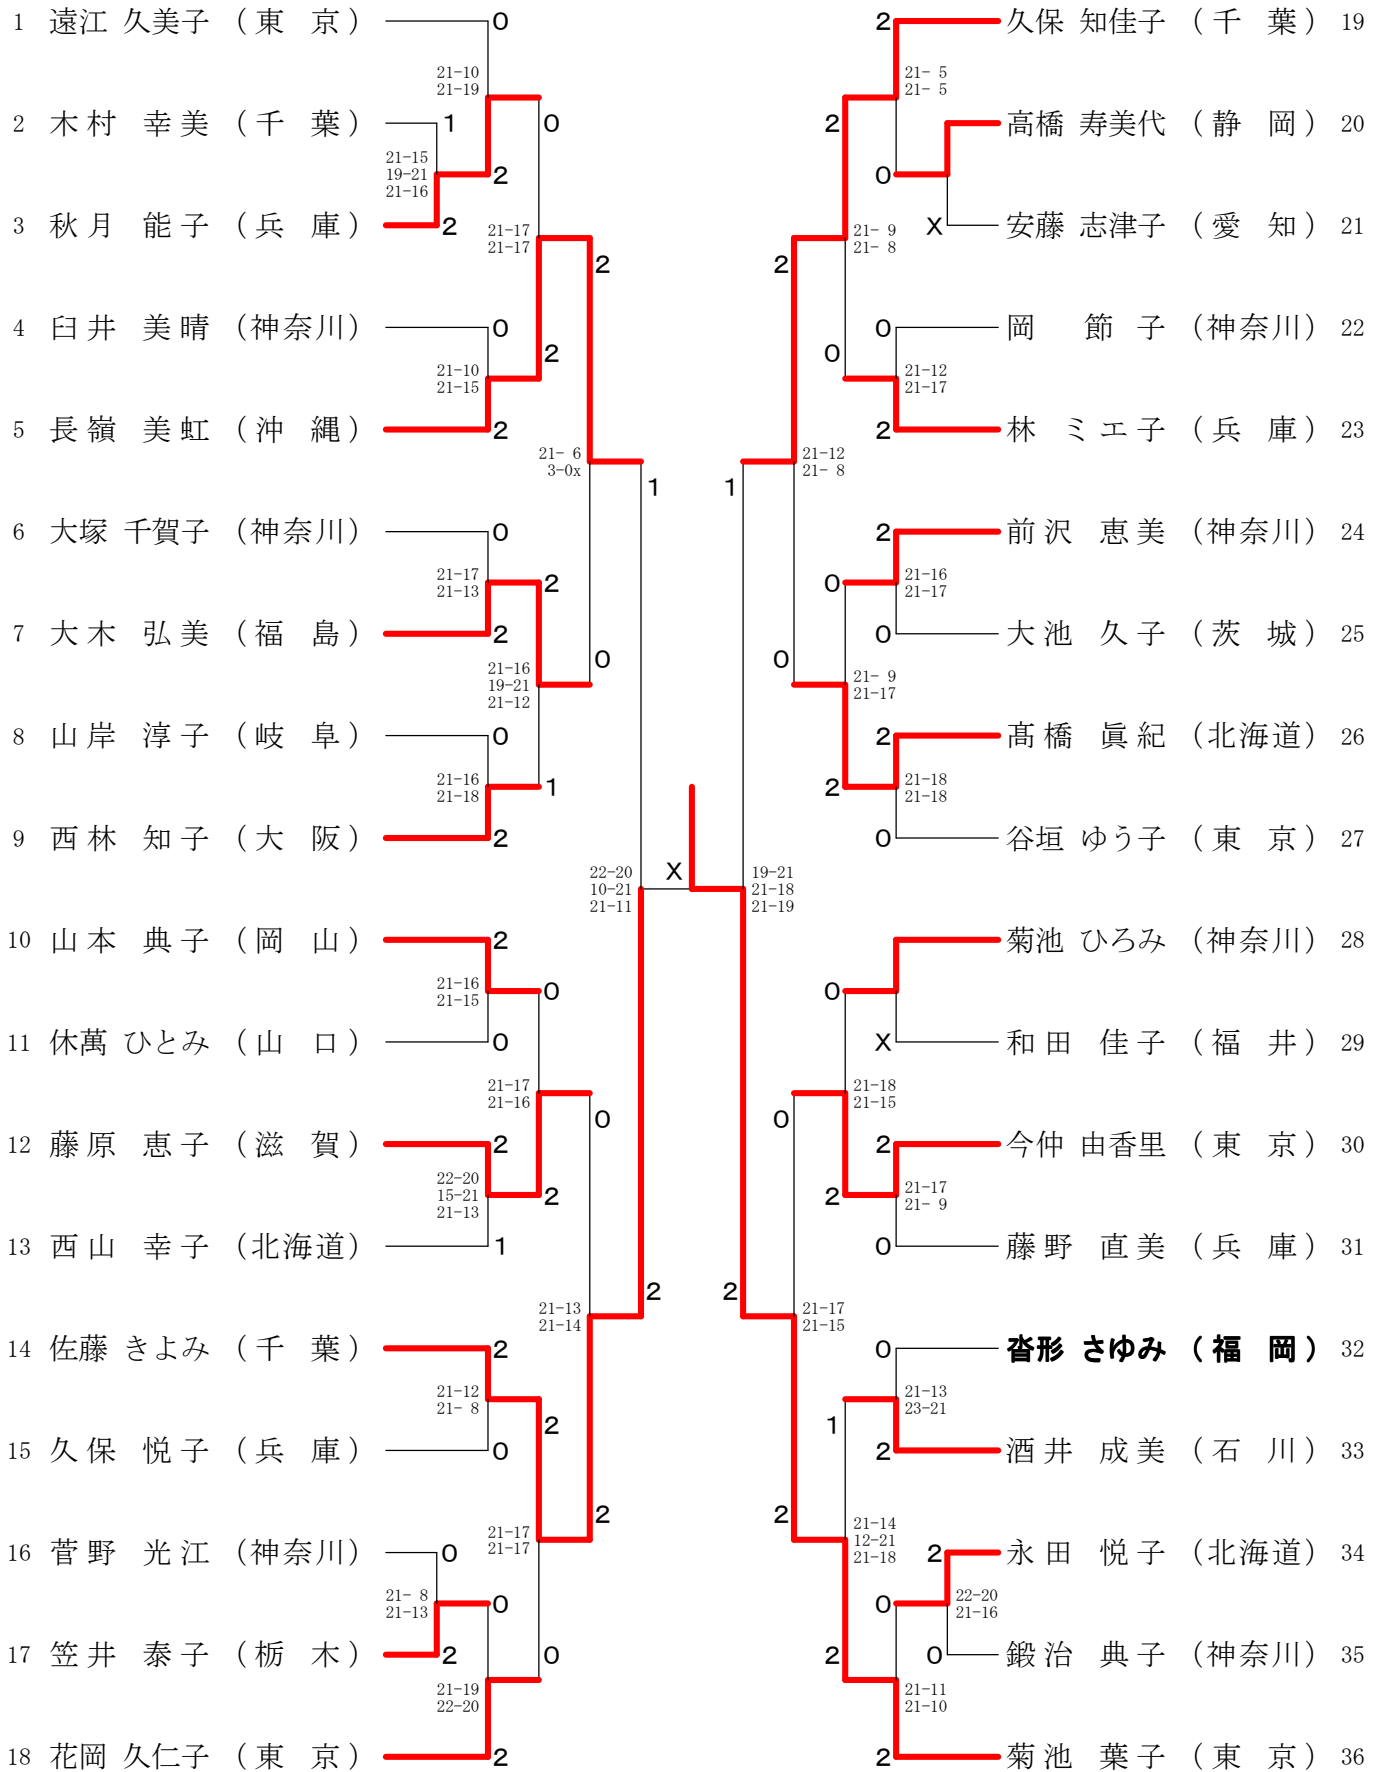 1 遠江 久美子 (東 京) 0
21-10
21-19
2 木村 幸美 (千 葉) 1
0
21-15
19-21
21-16
2
3 秋月 能子 (兵 庫) 2
21-17
21-17
2
4 臼井 美晴 (神奈川) 0
2
21-10
21-15
5 長嶺 美虹 (沖 縄) 2
21- 6
3-0x
1
6 大塚 千賀子 (神奈川) 0
21-17
21-13
2
7 大木 弘美 (福 島) 2
0
21-16
19-21
21-12
8 山岸 淳子 (岐 阜) 0
21-16
21-18
1
9 西林 知子 (大 阪) 2
22-20
10-21
21-11
X
10 山本 典子 (岡 山) 2
21-16
21-15
0
11 休萬 ひとみ (山 口) 0
21-17
21-16
0
12 藤原 恵子 (滋 賀) 2
22-20
15-21
21-13
2
13 西山 幸子 (北海道) 1
2
21-13
21-14
14 佐藤 きよみ (千 葉) 2
21-12
21- 8
2
15 久保 悦子 (兵 庫) 0
2
21-17
21-17
16 菅野 光江 (神奈川) 0
21- 8
21-13
0
17 笠井 泰子 (栃 木) 2
0
21-19
22-20
18 花岡 久仁子 (東 京) 2
2 久保 知佳子 (千 葉) 19
21- 5
21- 5
2
高橋 寿美代 (静 岡) 20
0
X 安藤 志津子 (愛 知) 21
21- 9
21- 8
2
0 岡 節子 (神奈川) 22
0
21-12
21-17
2 林 ミエ子 (兵 庫) 23
21-12
21- 8
1
2 前沢 恵美 (神奈川) 24
0
21-16
21-17
0 大池 久子 (茨 城) 25
0
21- 9
21-17
2 髙橋 眞紀 (北海道) 26
2
21-18
21-18
0 谷垣 ゆう子 (東 京) 27
19-21
21-18
21-19
菊池 ひろみ (神奈川) 28
0
X 和田 佳子 (福 井) 29
21-18
21-15
0
2 今仲 由香里 (東 京) 30
2
21-17
21- 9
0 藤野 直美 (兵 庫) 31
2
21-17
21-15
0 沓形 さゆみ (福 岡) 32
21-13
23-21
1
2 酒井 成美 (石 川) 33
2
21-14
12-21
21-18
2 永田 悦子 (北海道) 34
0
22-20
21-16
0 鍛治 典子 (神奈川) 35
2
21-11
21-10
2 菊池 葉子 (東 京) 36